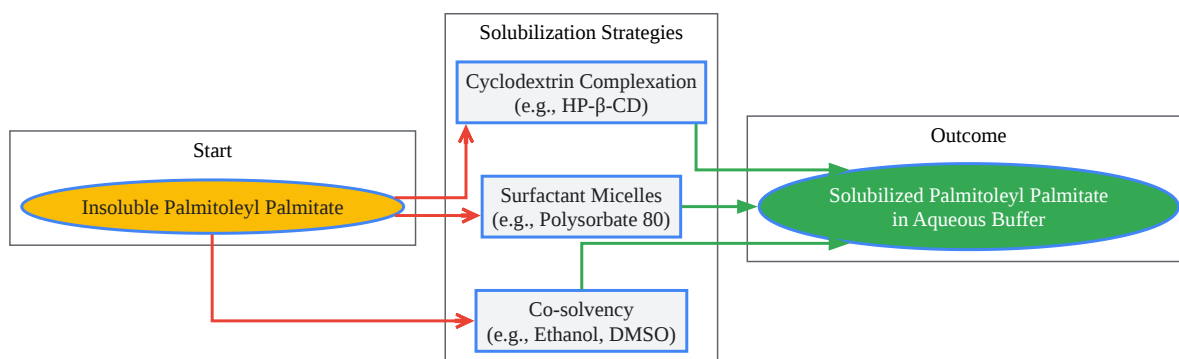 Solubilization Strategies
Cyclodextrin Complexation
(e.g., HP-β-CD)
Start
Outcome
Insoluble Palmitoleyl Palmitate
Surfactant Micelles
(e.g., Polysorbate 80)
Solubilized Palmitoleyl Palmitate
in Aqueous Buffer
Co-solvency
(e.g., Ethanol, DMSO)